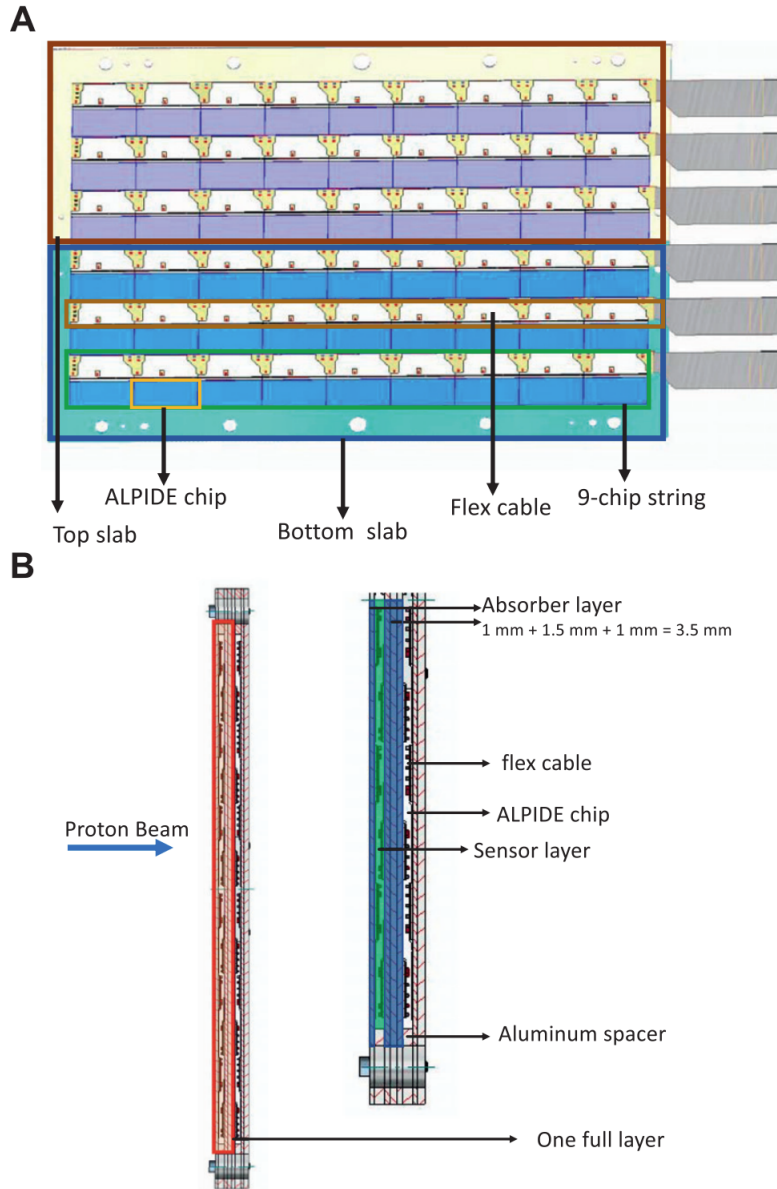 A
ALPIDE chip
Flex cable
9-chip string
Top slab
Bottom slab
B
Absorber layer
1 mm + 1.5 mm + 1 mm = 3.5 mm
flex cable
ALPIDE chip
Proton Beam
Sensor layer
Aluminum spacer
One full layer